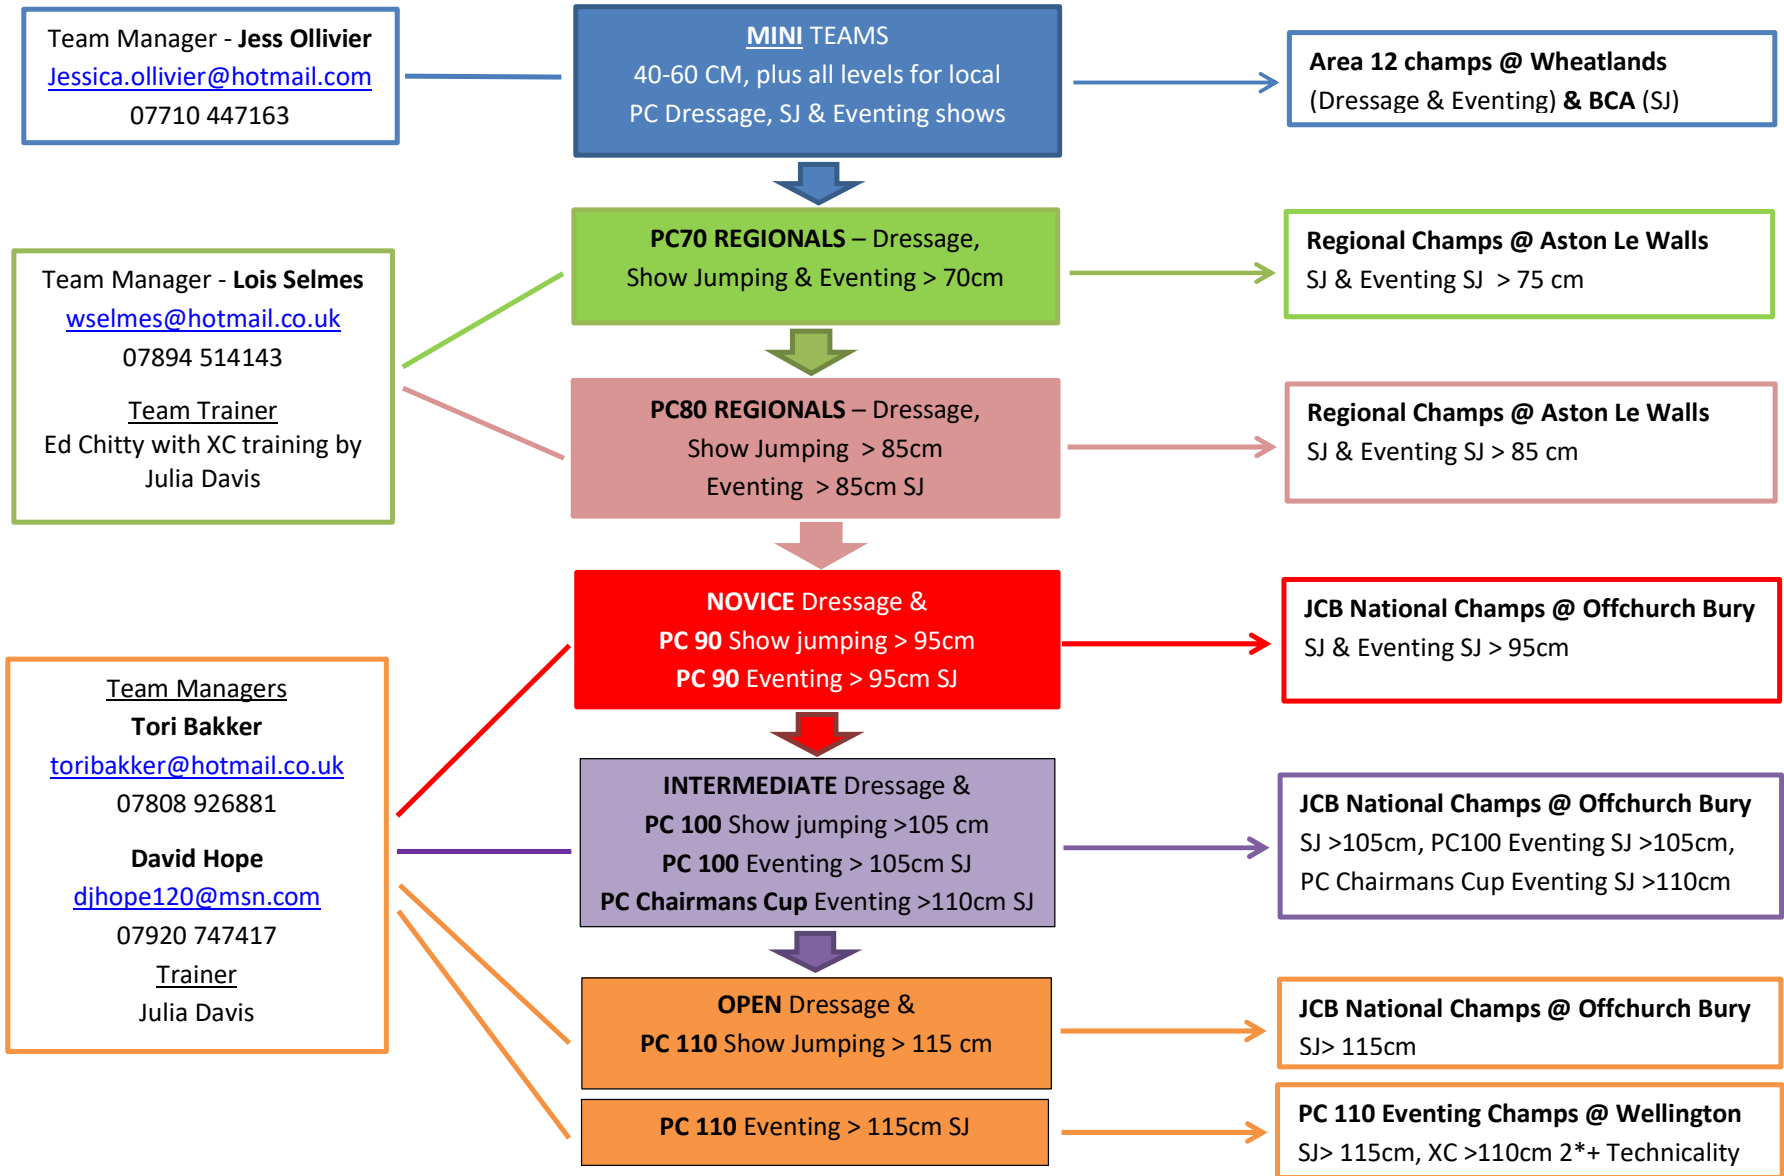 Team Manager - Jess Ollivier
Jessica.ollivier@hotmail.com
07710 447163
MINI TEAMS
40-60 CM, plus all levels for local
PC Dressage, SJ & Eventing shows
Area 12 champs @ Wheatlands
(Dressage & Eventing) & BCA (SJ)
Team Manager - Lois Selmes
wselmes@hotmail.co.uk
07894 514143
Team Trainer
Ed Chitty with XC training by
Julia Davis
PC70 REGIONALS – Dressage,
Show Jumping & Eventing > 70cm
Regional Champs @ Aston Le Walls
SJ & Eventing SJ > 75 cm
PC80 REGIONALS – Dressage,
Show Jumping > 85cm
Eventing > 85cm SJ
Regional Champs @ Aston Le Walls
SJ & Eventing SJ > 85 cm
NOVICE Dressage &
PC 90 Show jumping > 95cm
PC 90 Eventing > 95cm SJ
JCB National Champs @ Offchurch Bury
SJ & Eventing SJ > 95cm
Team Managers
Tori Bakker
toribakker@hotmail.co.uk
07808 926881
David Hope
djhope120@msn.com
07920 747417
Trainer
Julia Davis
INTERMEDIATE Dressage &
PC 100 Show jumping >105 cm
PC 100 Eventing > 105cm SJ
PC Chairmans Cup Eventing >110cm SJ
JCB National Champs @ Offchurch Bury
SJ >105cm, PC100 Eventing SJ >105cm,
PC Chairmans Cup Eventing SJ >110cm
OPEN Dressage &
PC 110 Show Jumping > 115 cm
JCB National Champs @ Offchurch Bury
SJ> 115cm
PC 110 Eventing > 115cm SJ
PC 110 Eventing Champs @ Wellington
SJ> 115cm, XC >110cm 2*+ Technicality